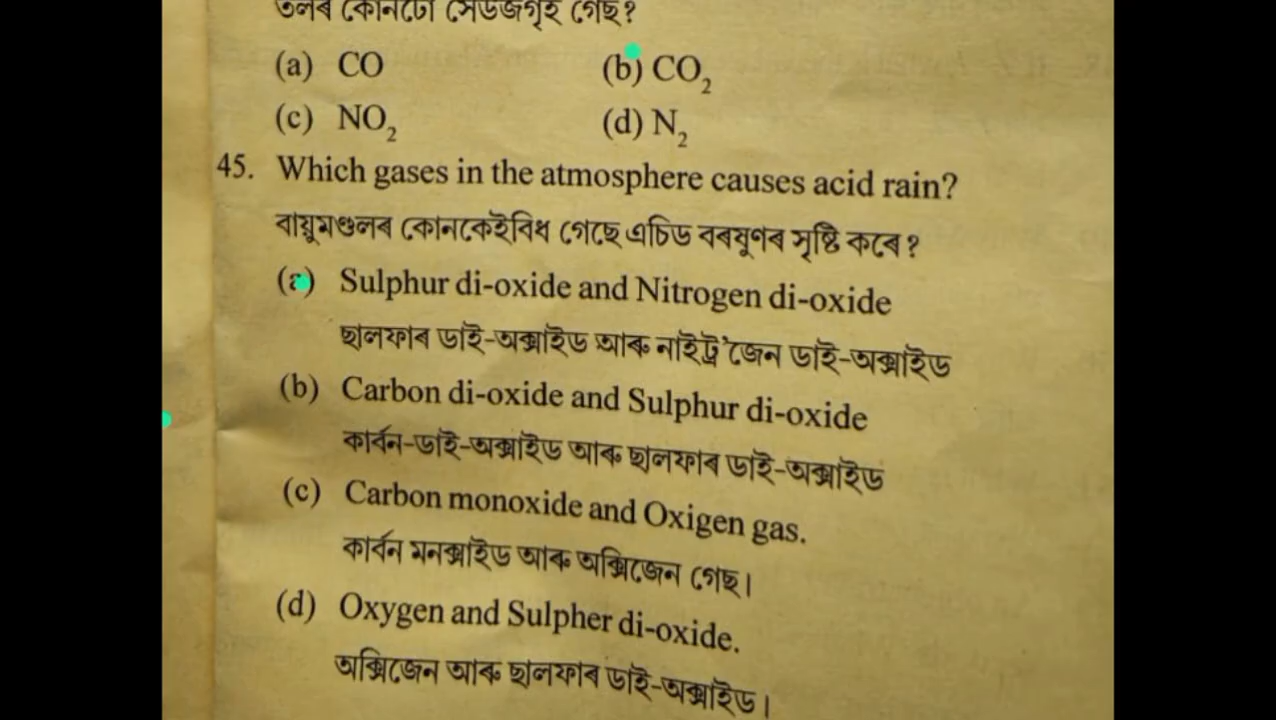 তলৰ কোনটো সেউজগৃহ গেছ?
(a) CO (b) CO₂
(c) NO₂ (d) N₂
45. Which gases in the atmosphere causes acid rain?
বায়ুমণ্ডলৰ কোনকেইবিধ গেছে এচিড বৰষুণৰ সৃষ্টি কৰে?
(a) Sulphur di-oxide and Nitrogen di-oxide
ছালফাৰ ডাই-অক্সাইড আৰু নাইট্ৰ'জেন ডাই-অক্সাইড
(b) Carbon di-oxide and Sulphur di-oxide
কাৰ্বন-ডাই-অক্সাইড আৰু ছালফাৰ ডাই-অক্সাইড
(c) Carbon monoxide and Oxigen gas.
কাৰ্বন মনক্সাইড আৰু অক্সিজেন গেছ।
(d) Oxygen and Sulpher di-oxide.
অক্সিজেন আৰু ছালফাৰ ডাই-অক্সাইড।